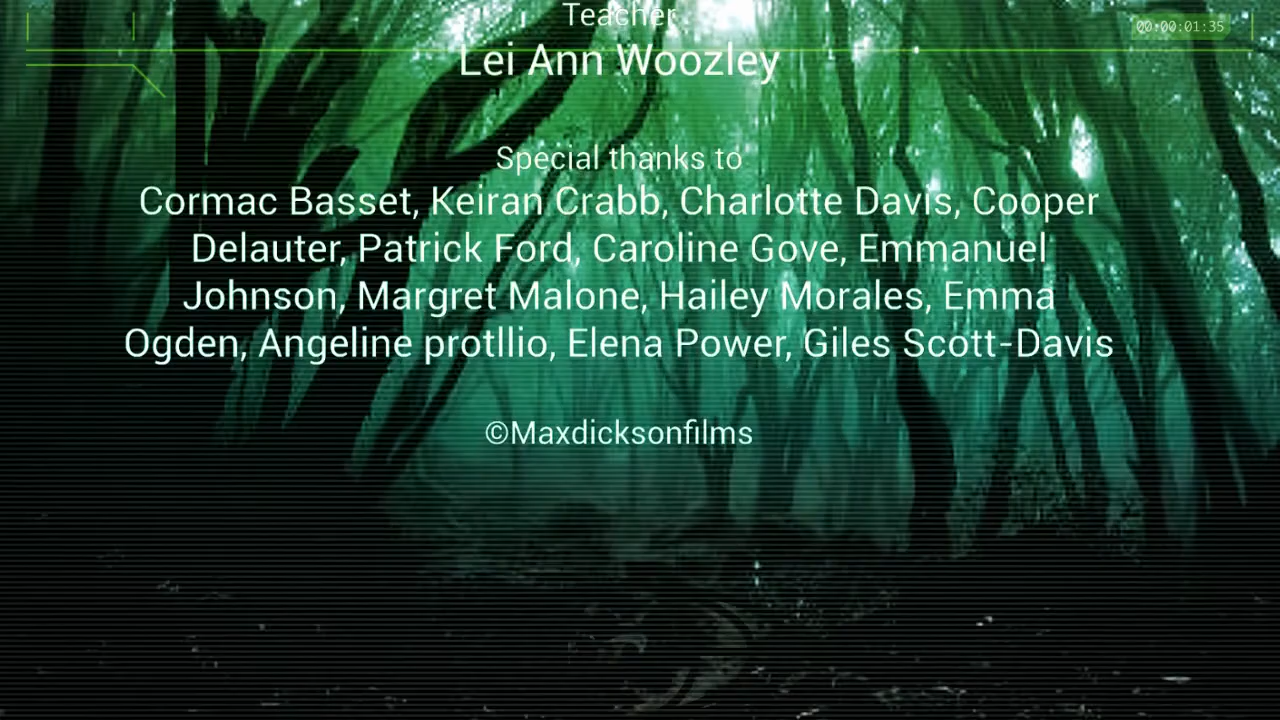 Teacher
00:00:01:35
Lei Ann Woozley
Special thanks to
Cormac Basset, Keiran Crabb, Charlotte Davis, Cooper
Delauter, Patrick Ford, Caroline Gove, Emmanuel
Johnson, Margret Malone, Hailey Morales, Emma
Ogden, Angeline protllio, Elena Power, Giles Scott-Davis
©Maxdicksonfilms